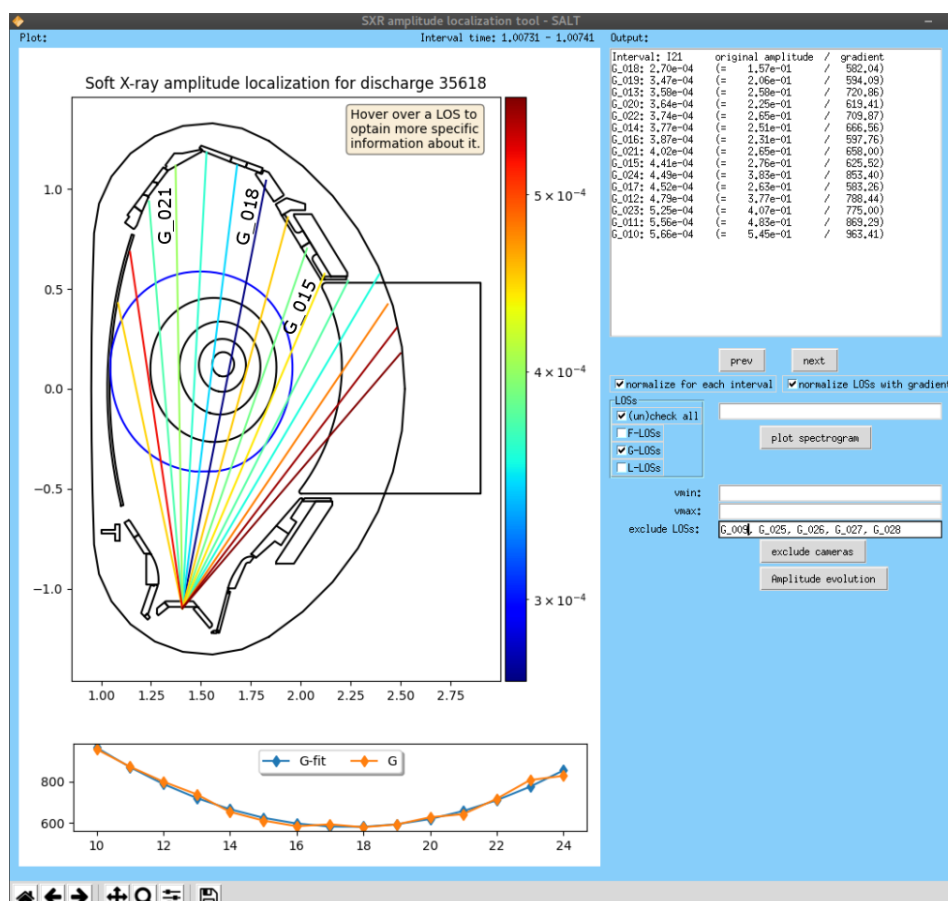 SXR amplitude localization tool - SALT
Plot:
Interval time: 1.00731 - 1.00741
Output:
Soft X-ray amplitude localization for discharge 35618
Hover over a LOS to
optain more specific
information about it.
G_021
G_018
G_015
1.0
0.5
0.0
−0.5
−1.0
1.00 1.25 1.50 1.75 2.00 2.25 2.50 2.75
5 × 10⁻⁴
4 × 10⁻⁴
3 × 10⁻⁴
G-fit G
800
600
10 12 14 16 18 20 22 24
Interval: I21 original amplitude / gradient
G_018: 2.70e-04 (= 1.57e-01 / 582.04)
G_019: 3.47e-04 (= 2.06e-01 / 594.09)
G_013: 3.58e-04 (= 2.58e-01 / 720.86)
G_020: 3.64e-04 (= 2.25e-01 / 619.41)
G_022: 3.74e-04 (= 2.65e-01 / 709.87)
G_014: 3.77e-04 (= 2.51e-01 / 666.56)
G_016: 3.87e-04 (= 2.31e-01 / 597.76)
G_021: 4.02e-04 (= 2.65e-01 / 658.00)
G_015: 4.41e-04 (= 2.76e-01 / 625.52)
G_024: 4.49e-04 (= 3.83e-01 / 853.40)
G_017: 4.52e-04 (= 2.63e-01 / 583.26)
G_012: 4.79e-04 (= 3.77e-01 / 788.44)
G_023: 5.25e-04 (= 4.07e-01 / 775.00)
G_011: 5.56e-04 (= 4.83e-01 / 869.29)
G_010: 5.66e-04 (= 5.45e-01 / 963.41)
prev next
normalize for each interval normalize LOSs with gradient
LOSs
(un)check all
F-LOSs
G-LOSs
L-LOSs
plot spectrogram
vmin:
vmax:
exclude LOSs: G_009, G_025, G_026, G_027, G_028
exclude cameras
Amplitude evolution